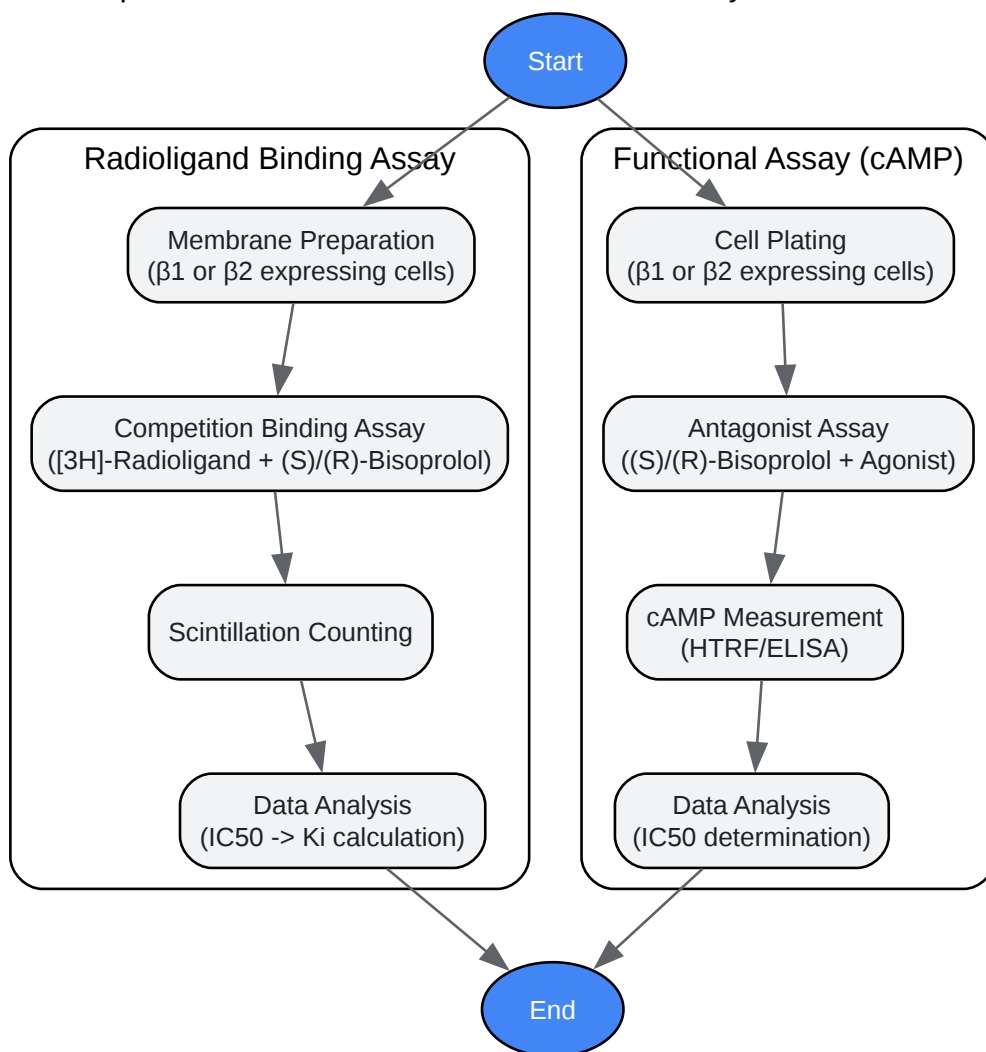 Start
Radioligand Binding Assay
Membrane Preparation
(β1 or β2 expressing cells)
Competition Binding Assay
([3H]-Radioligand + (S)/(R)-Bisoprolol)
Scintillation Counting
Data Analysis
(IC50 -> Ki calculation)
Functional Assay (cAMP)
Cell Plating
(β1 or β2 expressing cells)
Antagonist Assay
((S)/(R)-Bisoprolol + Agonist)
cAMP Measurement
(HTRF/ELISA)
Data Analysis
(IC50 determination)
End